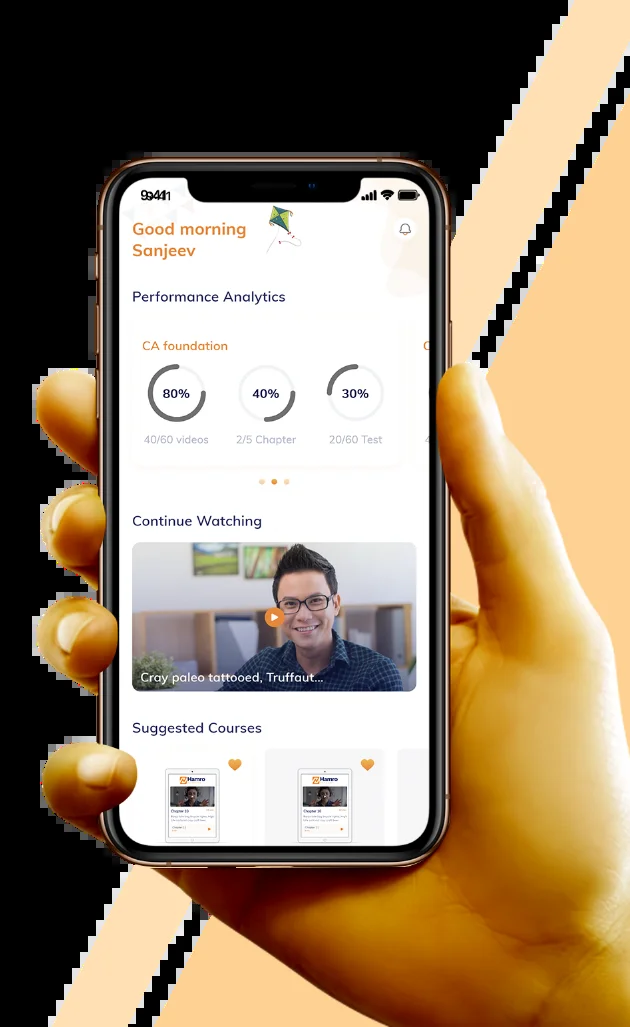 9:41
Good morning
Sanjeev
Performance Analytics
CA foundation
C
80%
40%
30%
40/60 videos
2/5 Chapter
20/60 Test
4
Continue Watching
Cray paleo tattooed, Truffaut...
Suggested Courses
Hamro
Hamro
Chapter 10
Chapter 10